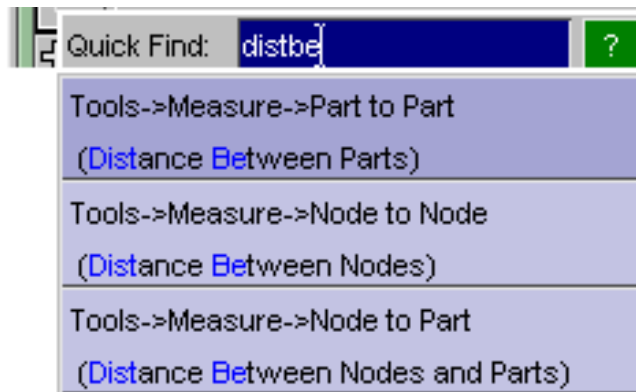 Quick Find: distbe ?
Tools->Measure->Part to Part
(Distance Between Parts)
Tools->Measure->Node to Node
(Distance Between Nodes)
Tools->Measure->Node to Part
(Distance Between Nodes and Parts)